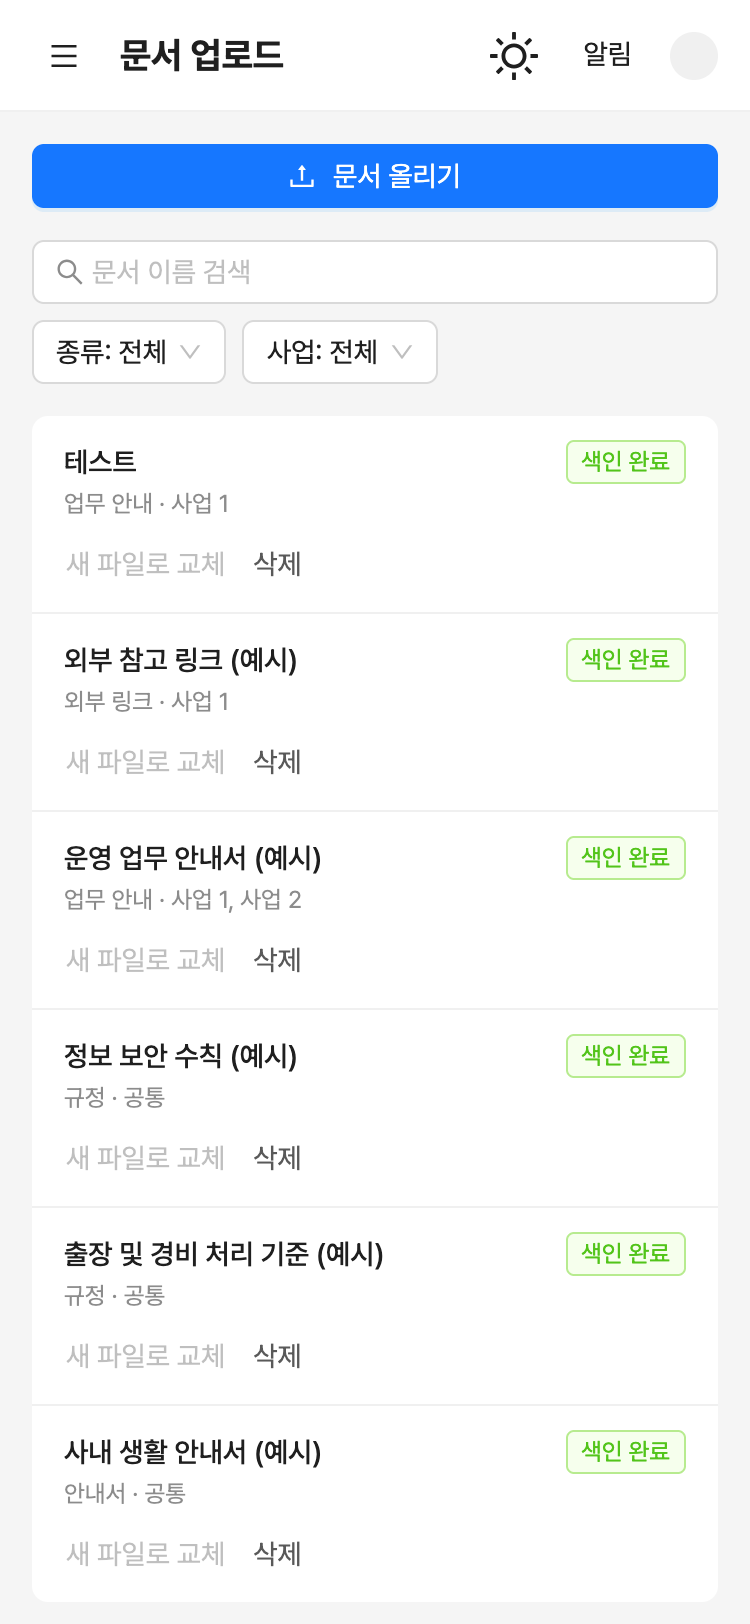 문서 업로드 알림
문서 올리기
문서 이름 검색
종류: 전체 사업: 전체
테스트 색인 완료
업무 안내 · 사업 1
새 파일로 교체 삭제
외부 참고 링크 (예시) 색인 완료
외부 링크 · 사업 1
새 파일로 교체 삭제
운영 업무 안내서 (예시) 색인 완료
업무 안내 · 사업 1, 사업 2
새 파일로 교체 삭제
정보 보안 수칙 (예시) 색인 완료
규정 · 공통
새 파일로 교체 삭제
출장 및 경비 처리 기준 (예시) 색인 완료
규정 · 공통
새 파일로 교체 삭제
사내 생활 안내서 (예시) 색인 완료
안내서 · 공통
새 파일로 교체 삭제